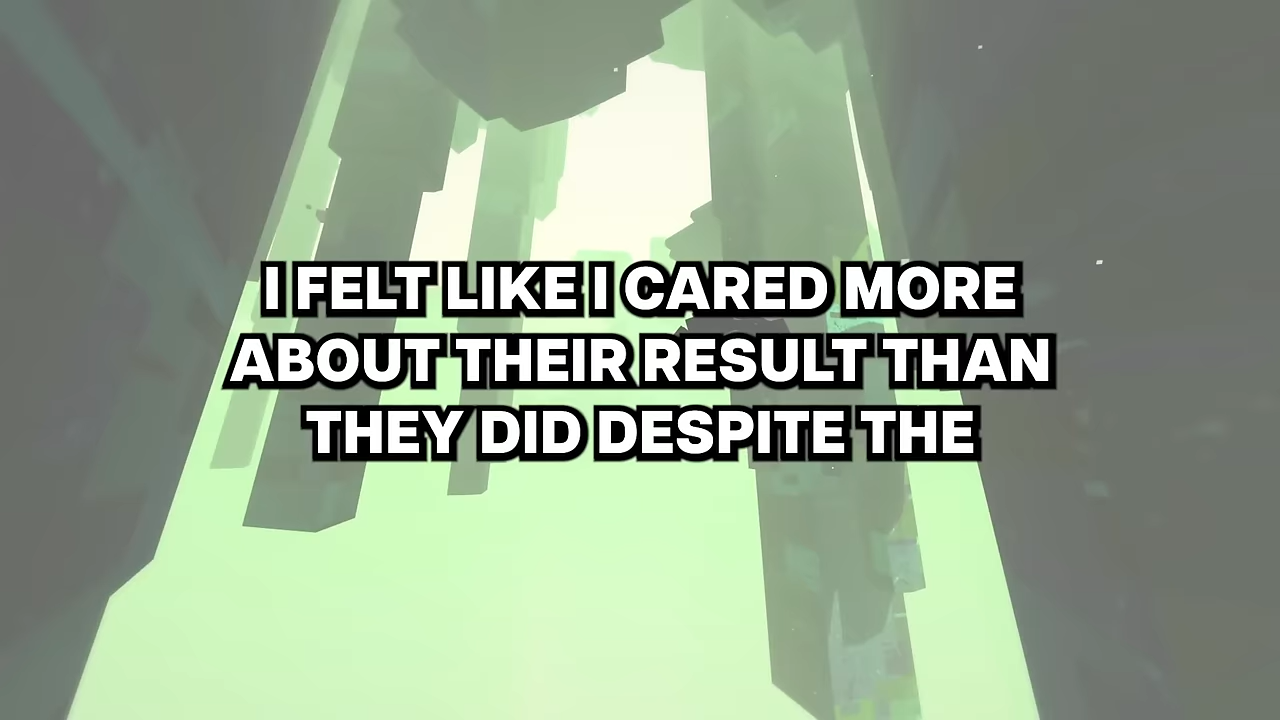 I FELT LIKE I CARED MORE
ABOUT THEIR RESULT THAN
THEY DID DESPITE THE